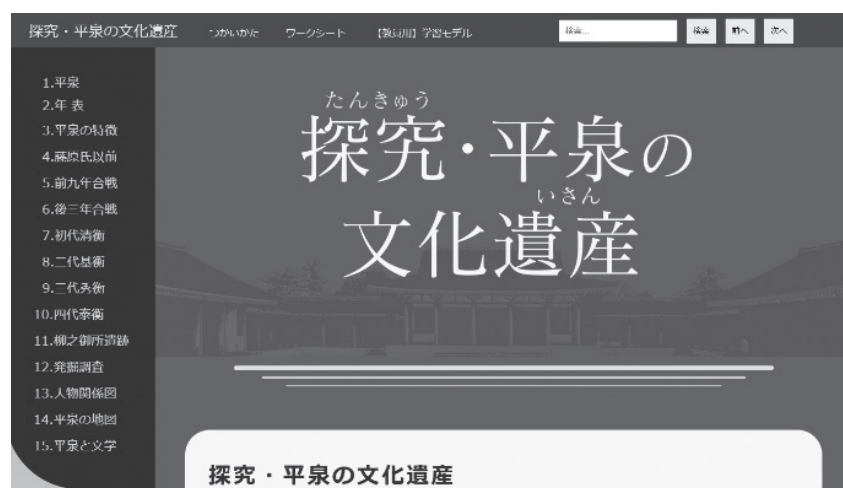 探究・平泉の文化遺産 つかいかた ワークシート 【教員用】学習モデル 検索... 検索 前へ 次へ
1.平泉
2.年表
3.平泉の特徴
4.藤原氏以前
5.前九年合戦
6.後三年合戦
7.初代清衡
8.二代基衡
9.三代秀衡
10.四代泰衡
11.柳之御所遺跡
12.発掘調査
13.人物関係図
14.平泉の地図
15.平泉と文学
たんきゅう
探究・平泉の
いさん
文化遺産
探究・平泉の文化遺産